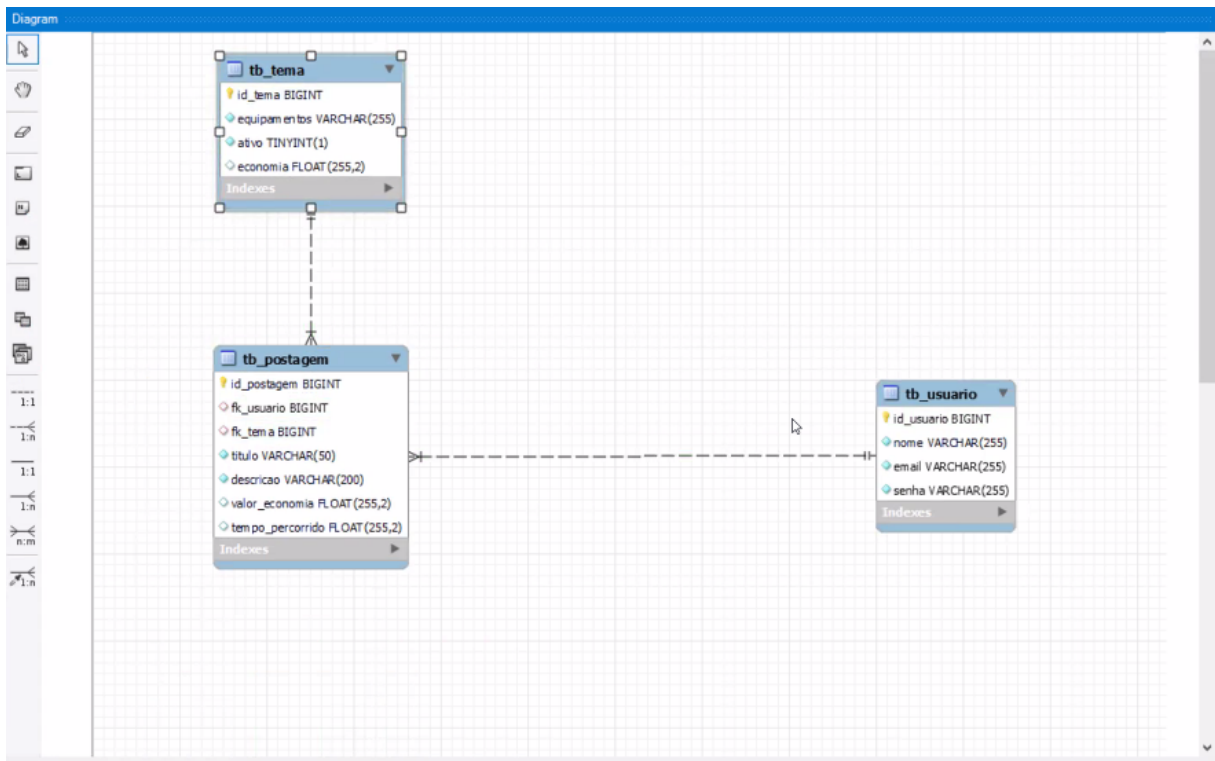 Diagram
tb_tema
id_tema BIGINT
equipamentos VARCHAR(255)
ativo TINYINT(1)
economia FLOAT(255,2)
Indexes
tb_postagem
id_postagem BIGINT
fk_usuario BIGINT
fk_tema BIGINT
titulo VARCHAR(50)
descricao VARCHAR(200)
valor_economia FLOAT(255,2)
tempo_percorrido FLOAT(255,2)
Indexes
tb_usuario
id_usuario BIGINT
nome VARCHAR(255)
email VARCHAR(255)
senha VARCHAR(255)
Indexes
1:1
1:n
1:1
1:n
n:m
1:n